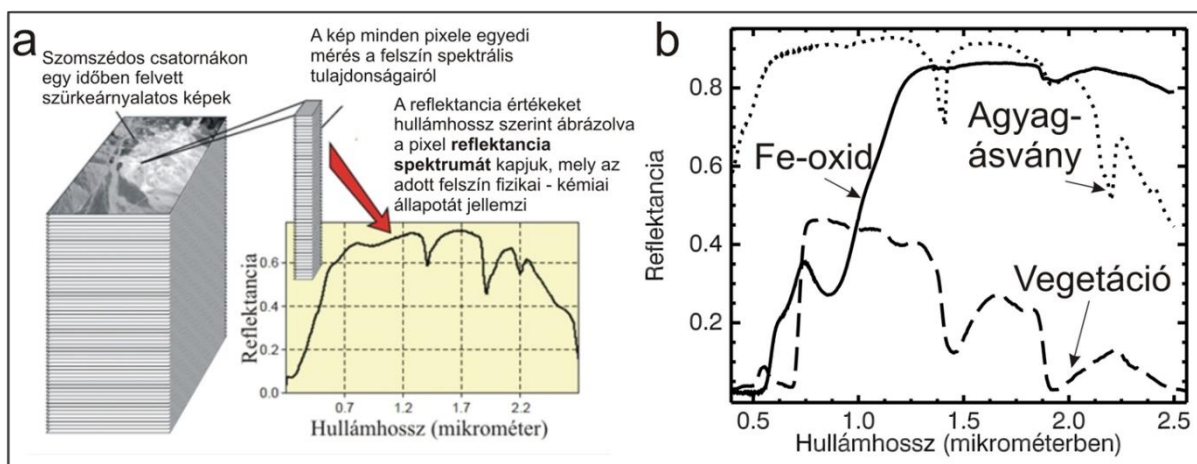 a
Szomszédos csatornákon
egy időben felvett
szürkeárnyalatos képek
A kép minden pixele egyedi
mérés a felszín spektrális
tulajdonságairól
A reflektancia értékeket
hullámhossz szerint ábrázolva
a pixel reflektancia
spektrumát kapjuk, mely az
adott felszín fizikai - kémiai
állapotát jellemzi
Reflektancia
0.6
0.4
0.2
0.0
0.7 1.2 1.7 2.2
Hullámhossz (mikrométer)
b
Reflektancia
0.8
0.6
0.4
0.2
Fe-oxid
Agyag-
ásvány
Vegetáció
0.5 1.0 1.5 2.0 2.5
Hullámhossz (mikrométerben)